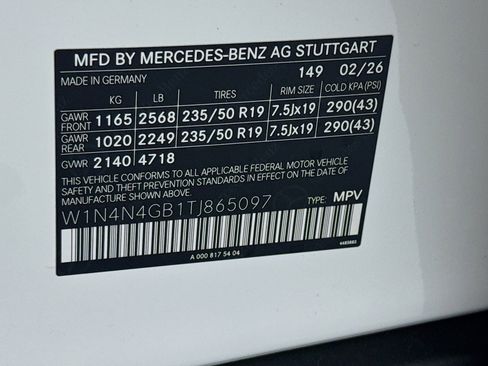 MFD BY MERCEDES-BENZ AG STUTTGART
MADE IN GERMANY 149 02/26
KG LB TIRES RIM SIZE COLD KPA (PSI)
GAWR FRONT 1165 2568 235/50 R19 7.5Jx19 290(43)
GAWR REAR 1020 2249 235/50 R19 7.5Jx19 290(43)
GVWR 2140 4718
THIS VEHICLE CONFORMS TO ALL APPLICABLE FEDERAL MOTOR VEHICLE
SAFETY AND THEFT PREVENTION STANDARDS IN EFFECT ON THE DATE OF
MANUFACTURE SHOWN ABOVE.
W1N4N4GB1TJ865097 TYPE: MPV
A 000 817 54 04